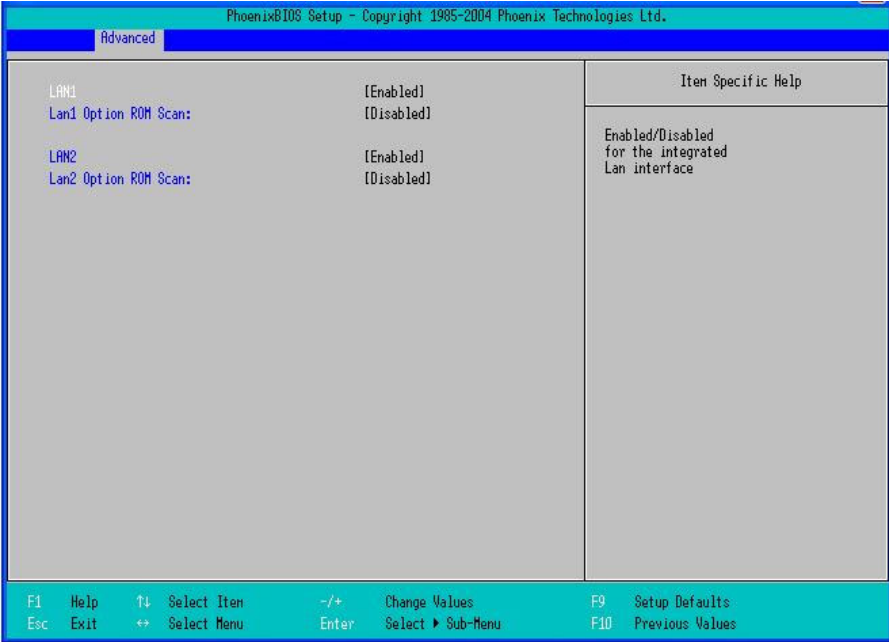 PhoenixBIOS Setup - Copyright 1985-2004 Phoenix Technologies Ltd.
Advanced
LAN1 [Enabled]
Lan1 Option ROM Scan: [Disabled]
LAN2 [Enabled]
Lan2 Option ROM Scan: [Disabled]
Item Specific Help
Enabled/Disabled
for the integrated
Lan interface
F1 Help ↑↓ Select Item -/+ Change Values F9 Setup Defaults
Esc Exit ↔ Select Menu Enter Select ▶ Sub-Menu F10 Previous Values